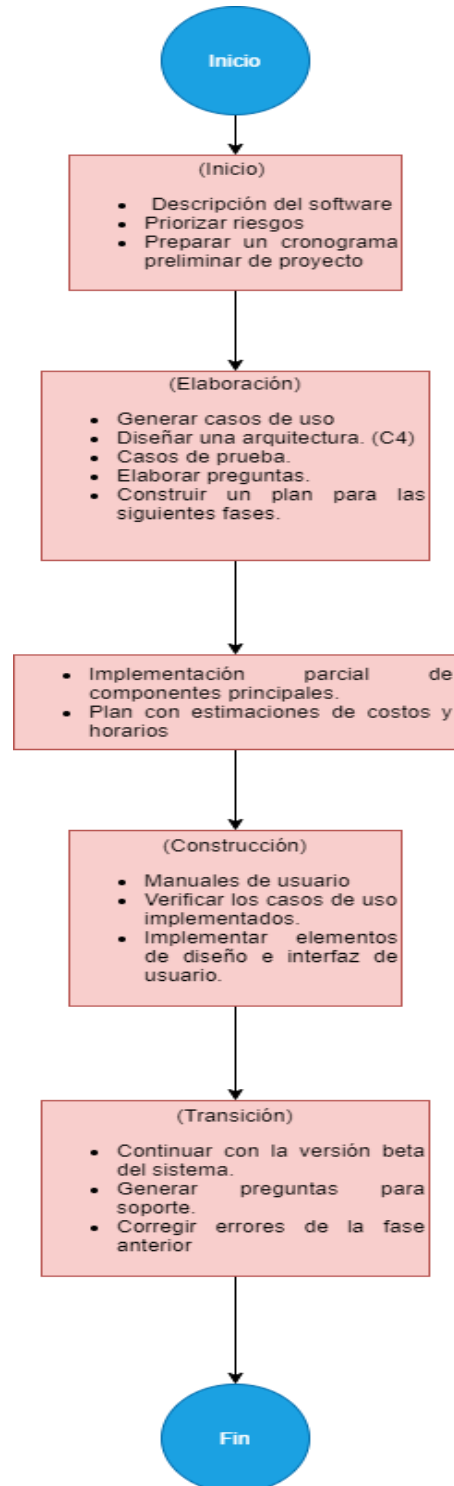 Inicio
(Inicio)
• Descripción del software
• Priorizar riesgos
• Preparar un cronograma
preliminar de proyecto
(Elaboración)
• Generar casos de uso
• Diseñar una arquitectura. (C4)
• Casos de prueba.
• Elaborar preguntas.
• Construir un plan para las
siguientes fases.
• Implementación parcial de
componentes principales.
• Plan con estimaciones de costos y
horarios
(Construcción)
• Manuales de usuario
• Verificar los casos de uso
implementados.
• Implementar elementos
de diseño e interfaz de
usuario.
(Transición)
• Continuar con la versión beta
del sistema.
• Generar preguntas para
soporte.
• Corregir errores de la fase
anterior
Fin